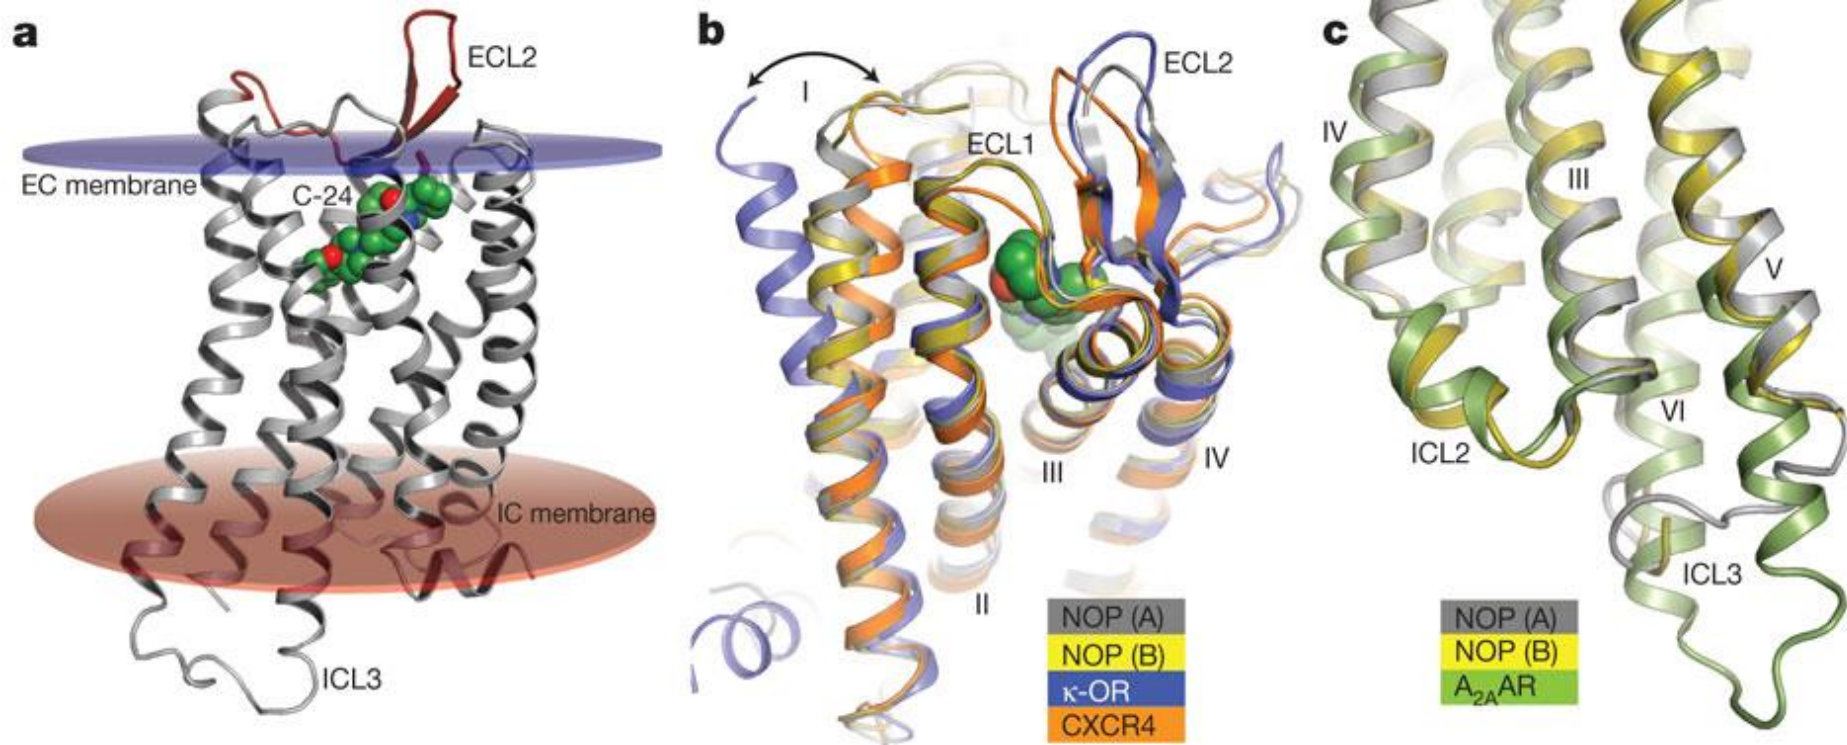 a
ECL2
EC membrane
C-24
IC membrane
ICL3
b
I
ECL2
ECL1
III
IV
II
NOP (A)
NOP (B)
κ-OR
CXCR4
c
IV
III
V
VI
ICL2
ICL3
NOP (A)
NOP (B)
A₂ₐAR